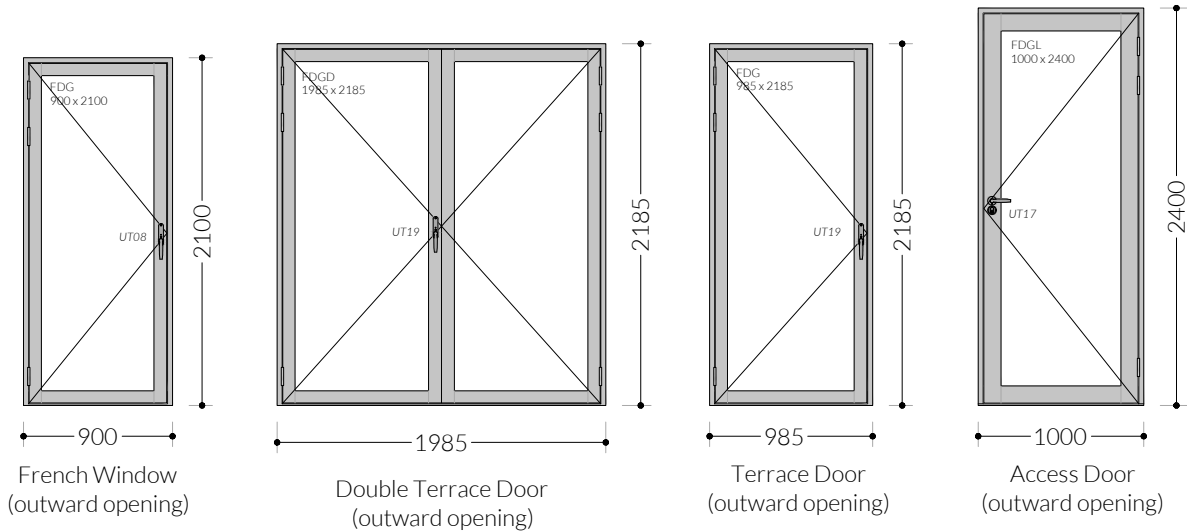 FDG
900 x 2100
UT08
2100
900
French Window
(outward opening)
FDGD
1985 x 2185
UT19
2185
1985
Double Terrace Door
(outward opening)
FDG
985 x 2185
UT19
2185
985
Terrace Door
(outward opening)
FDGL
1000 x 2400
UT17
2400
1000
Access Door
(outward opening)